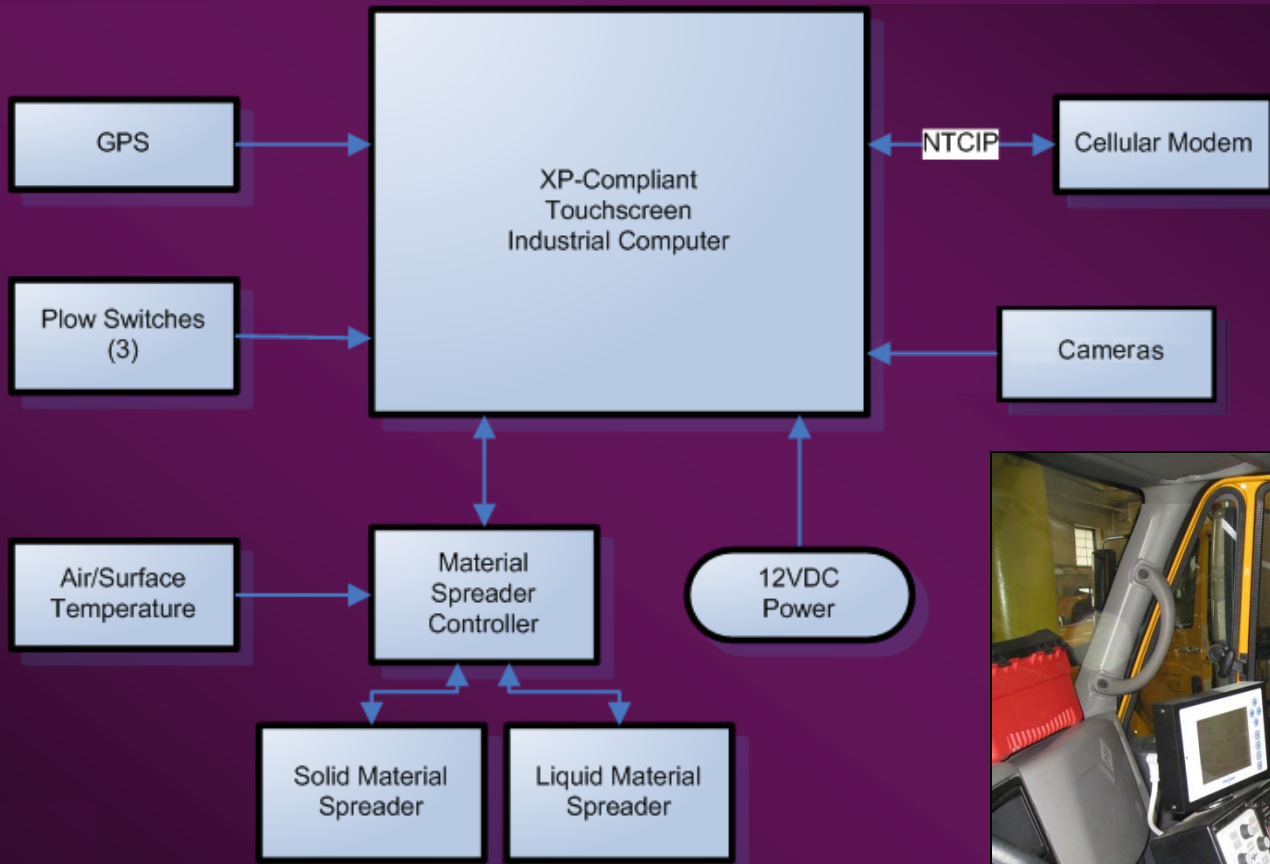 GPS
XP-Compliant
Touchscreen
Industrial Computer
NTCIP
Cellular Modem
Plow Switches
(3)
Cameras
Air/Surface
Temperature
Material
Spreader
Controller
12VDC
Power
Solid Material
Spreader
Liquid Material
Spreader